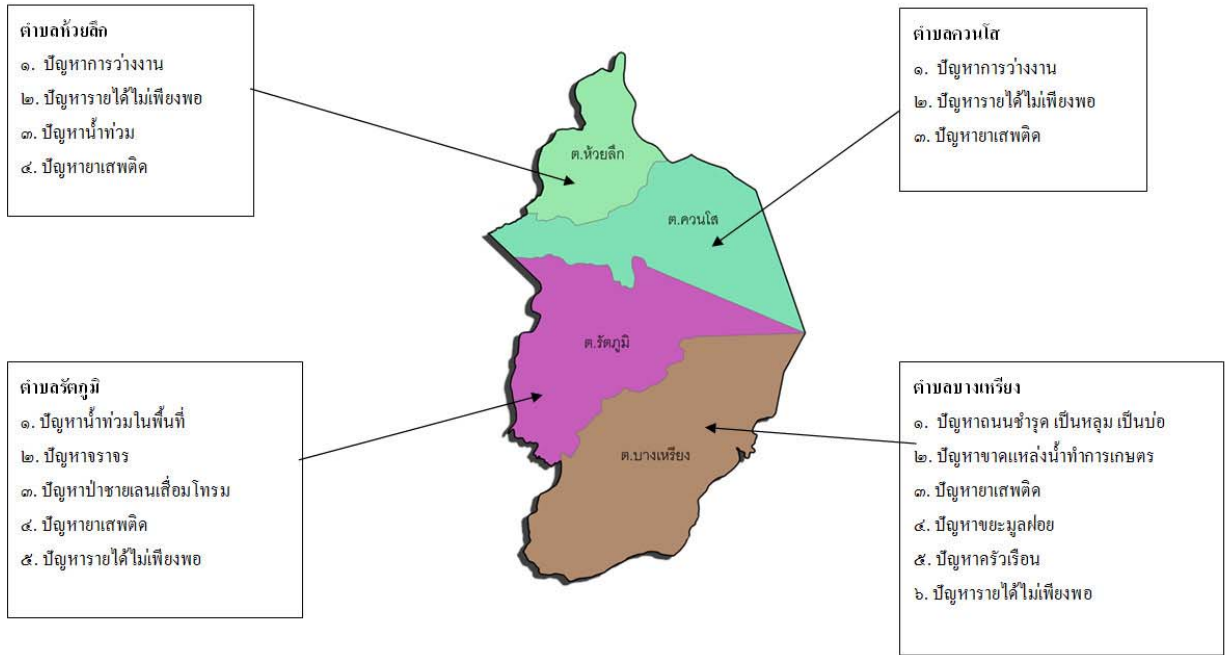 ตำบลห้วยลึก
๑. ปัญหาการว่างงาน
๒. ปัญหารายได้ไม่เพียงพอ
๓. ปัญหาน้ำท่วม
๔. ปัญหายาเสพติด
ตำบลควนโส
๑. ปัญหาการว่างงาน
๒. ปัญหารายได้ไม่เพียงพอ
๓. ปัญหายาเสพติด
ต.ห้วยลึก
ต.ควนโส
ต.รัตภูมิ
ต.บางเหรียง
ตำบลรัตภูมิ
๑. ปัญหาน้ำท่วมในพื้นที่
๒. ปัญหาจราจร
๓. ปัญหาป่าชายเลนเสื่อมโทรม
๔. ปัญหายาเสพติด
๕. ปัญหารายได้ไม่เพียงพอ
ตำบลบางเหรียง
๑. ปัญหาถนนชำรุด เป็นหลุม เป็นบ่อ
๒. ปัญหาขาดแหล่งน้ำทำการเกษตร
๓. ปัญหายาเสพติด
๔. ปัญหาขยะมูลฝอย
๕. ปัญหาครัวเรือน
๖. ปัญหารายได้ไม่เพียงพอ